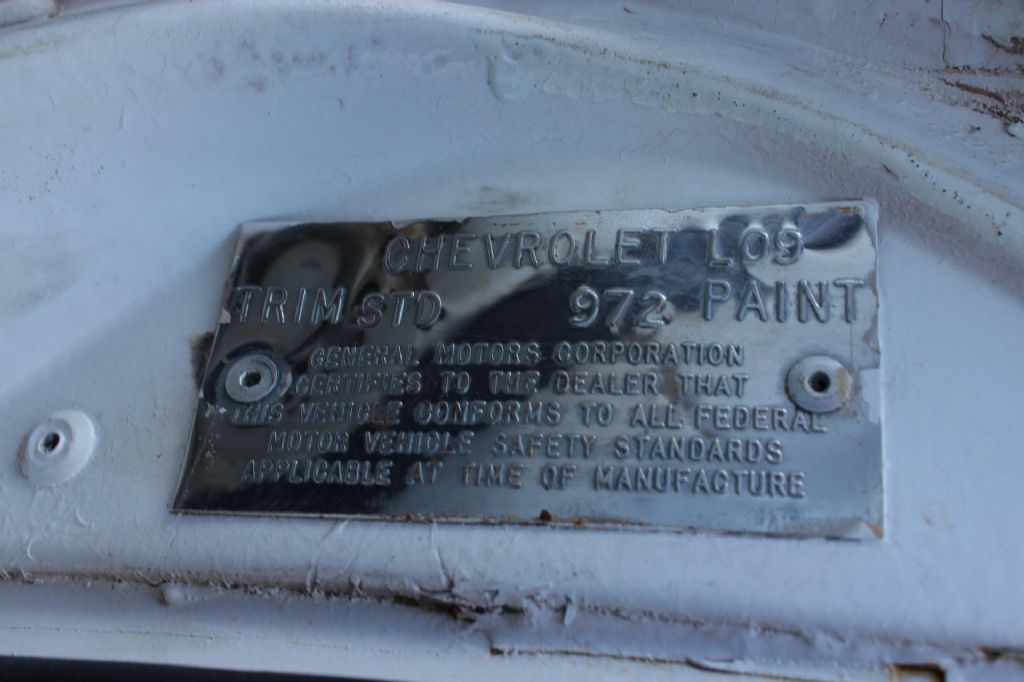 CHEVROLET L09
TRIM STD 972 PAINT
GENERAL MOTORS CORPORATION
CERTIFIES TO THE DEALER THAT
THIS VEHICLE CONFORMS TO ALL FEDERAL
MOTOR VEHICLE SAFETY STANDARDS
APPLICABLE AT TIME OF MANUFACTURE